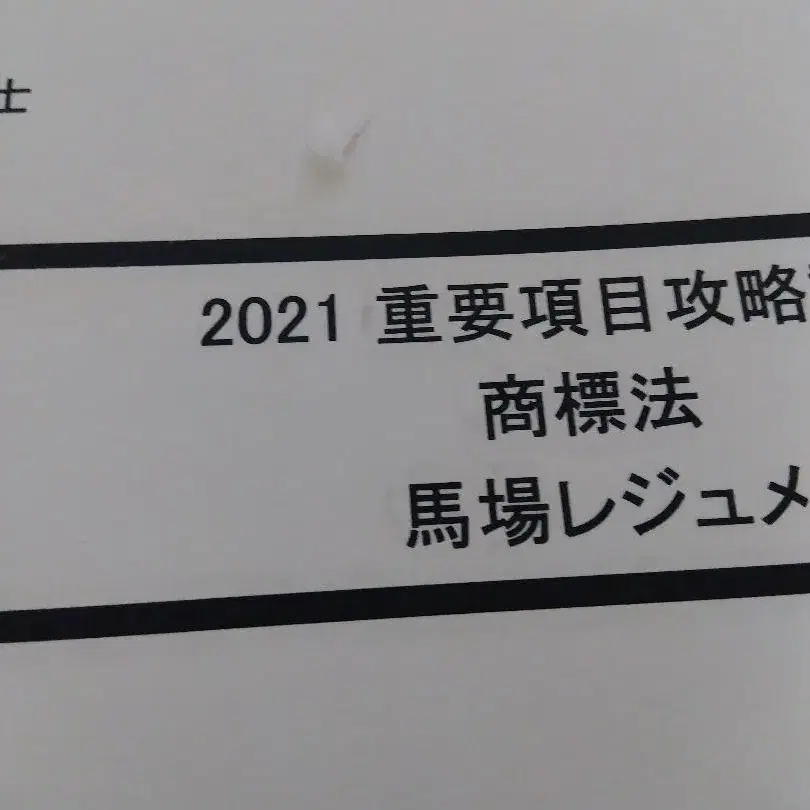 士
2021 重要項目攻略
商標法
馬場レジュメ